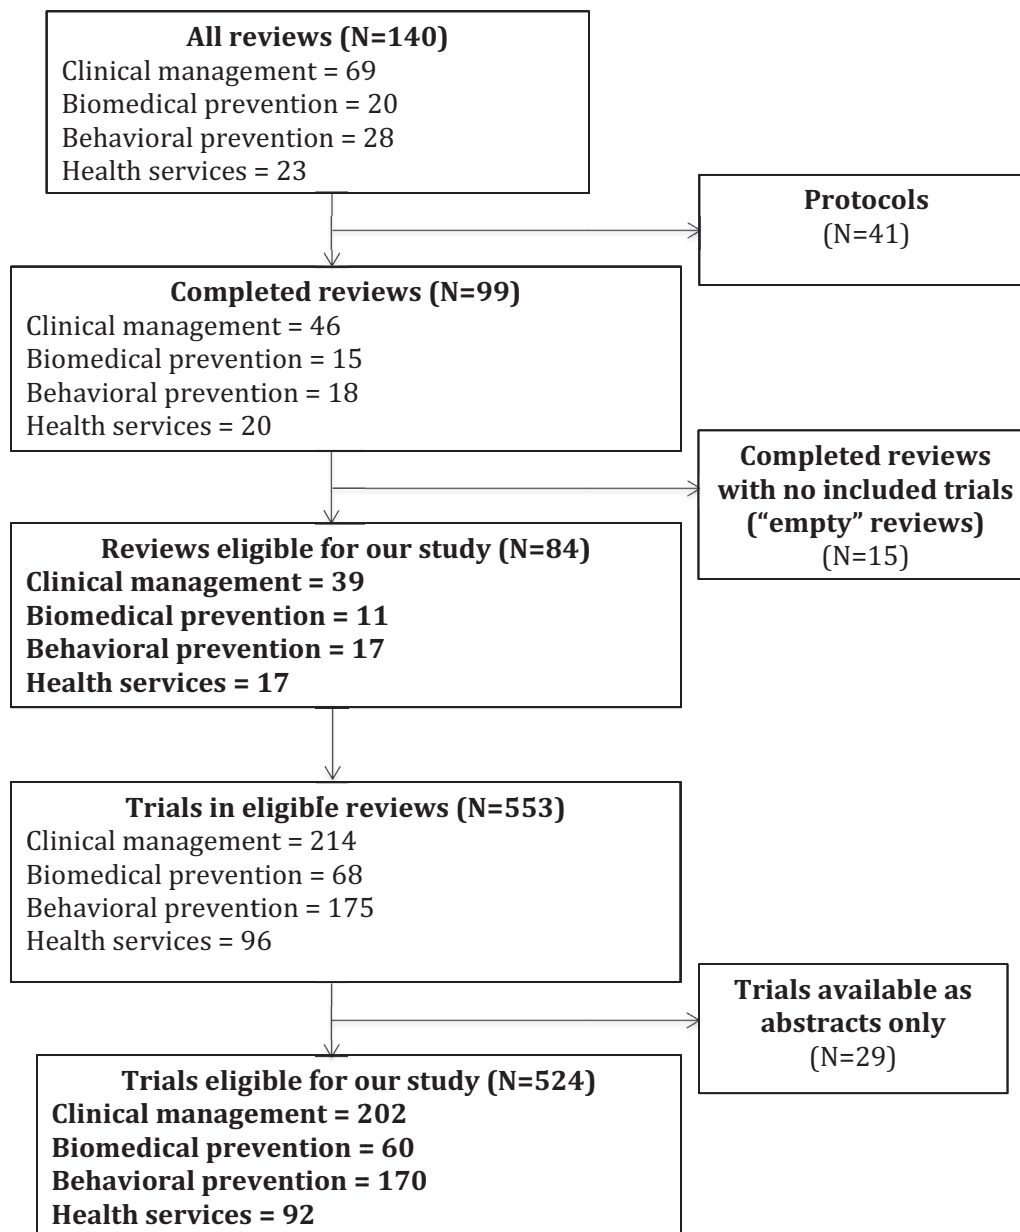 All reviews (N=140)
Clinical management = 69
Biomedical prevention = 20
Behavioral prevention = 28
Health services = 23
Protocols
(N=41)
Completed reviews (N=99)
Clinical management = 46
Biomedical prevention = 15
Behavioral prevention = 18
Health services = 20
Completed reviews
with no included trials
(“empty” reviews)
(N=15)
Reviews eligible for our study (N=84)
Clinical management = 39
Biomedical prevention = 11
Behavioral prevention = 17
Health services = 17
Trials in eligible reviews (N=553)
Clinical management = 214
Biomedical prevention = 68
Behavioral prevention = 175
Health services = 96
Trials available as
abstracts only
(N=29)
Trials eligible for our study (N=524)
Clinical management = 202
Biomedical prevention = 60
Behavioral prevention = 170
Health services = 92